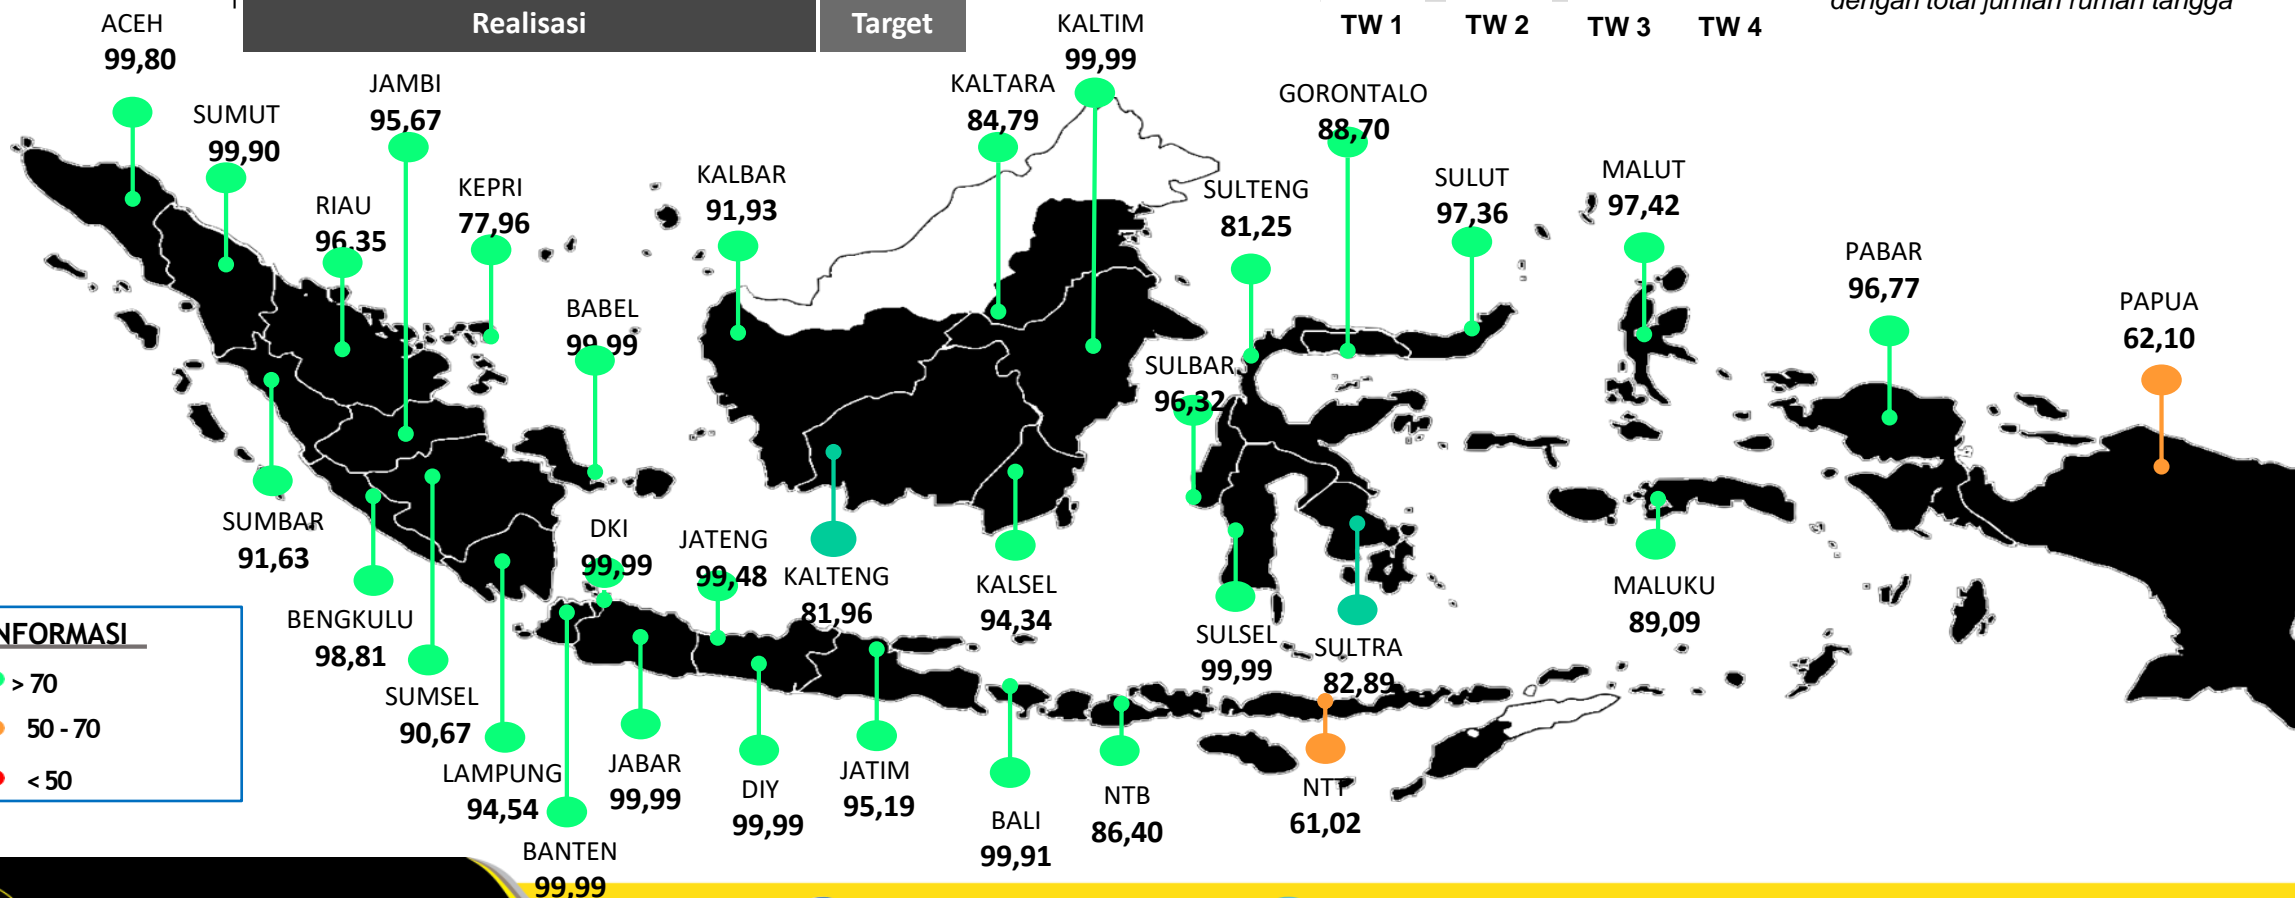 dengan total jumlah rumah tangga
Realisasi
Target
TW 1
TW 2
TW 3
TW 4
ACEH
99,80
SUMUT
99,90
JAMBI
95,67
RIAU
96,35
KEPRI
77,96
BABEL
99,99
KALBAR
91,93
KALTARA
84,79
KALTIM
99,99
GORONTALO
88,70
SULTENG
81,25
SULUT
97,36
MALUT
97,42
PABAR
96,77
PAPUA
62,10
SULBAR
96,32
SUMBAR
91,63
BENGKULU
98,81
SUMSEL
90,67
LAMPUNG
94,54
BANTEN
99,99
DKI
99,99
JATENG
99,48
KALTENG
81,96
KALSEL
94,34
SULSEL
99,99
SULTRA
82,89
MALUKU
89,09
JABAR
99,99
DIY
99,99
JATIM
95,19
BALI
99,91
NTB
86,40
NTT
61,02
NFORMASI
> 70
50 - 70
< 50